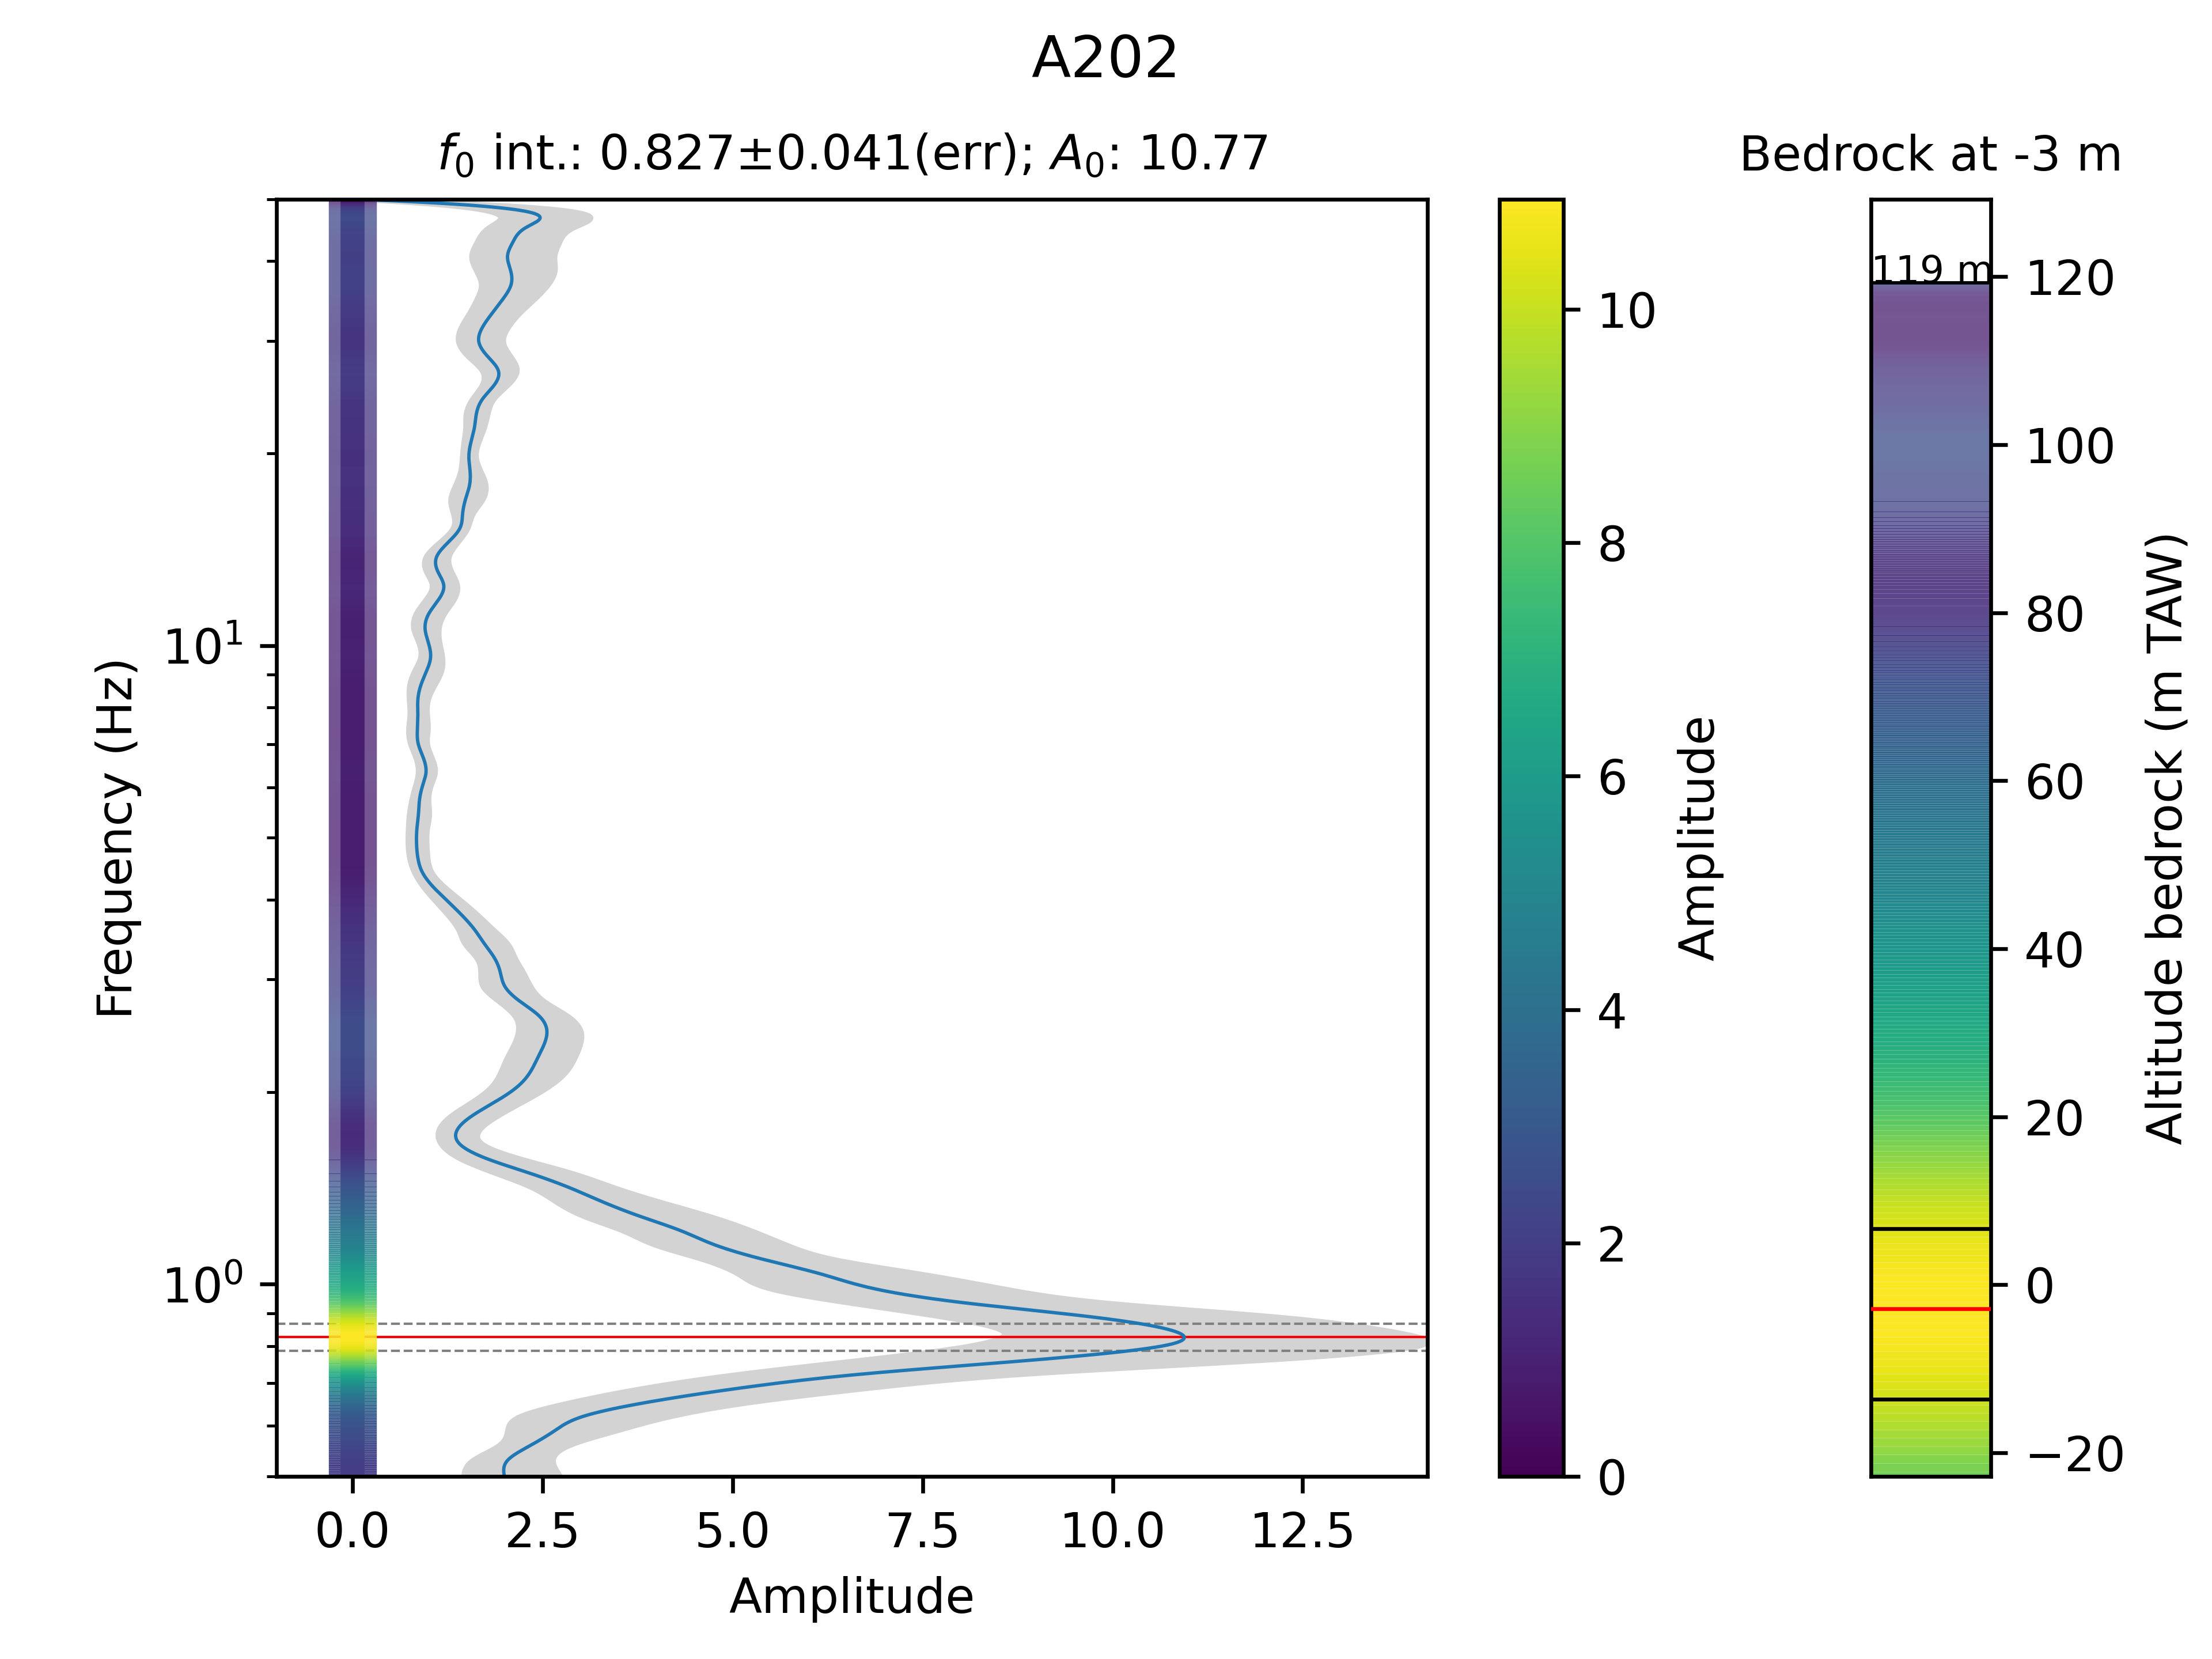 A202
f₀ int.: 0.827±0.041(err); A₀: 10.77
Bedrock at -3 m
Frequency (Hz)
10¹
10⁰
0.0 2.5 5.0 7.5 10.0 12.5
Amplitude
10
8
6
4
2
0
Amplitude
119 m
120
100
80
60
40
20
0
−20
Altitude bedrock (m TAW)